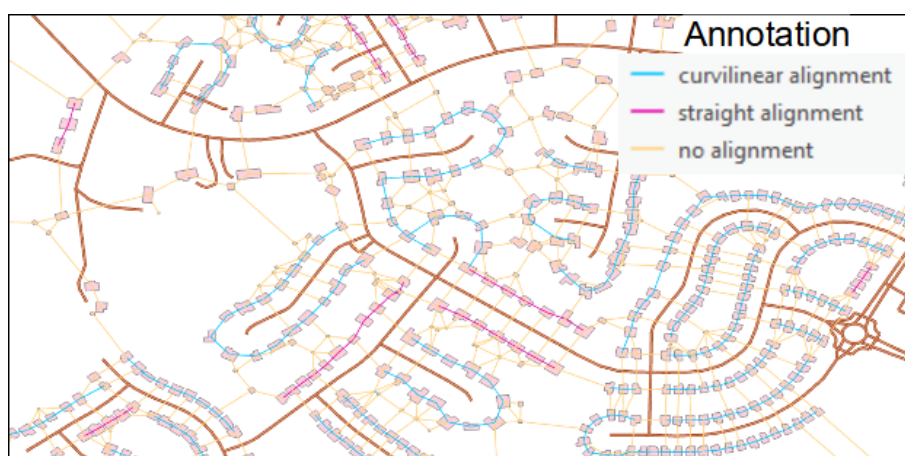 Annotation
curvilinear alignment
straight alignment
no alignment